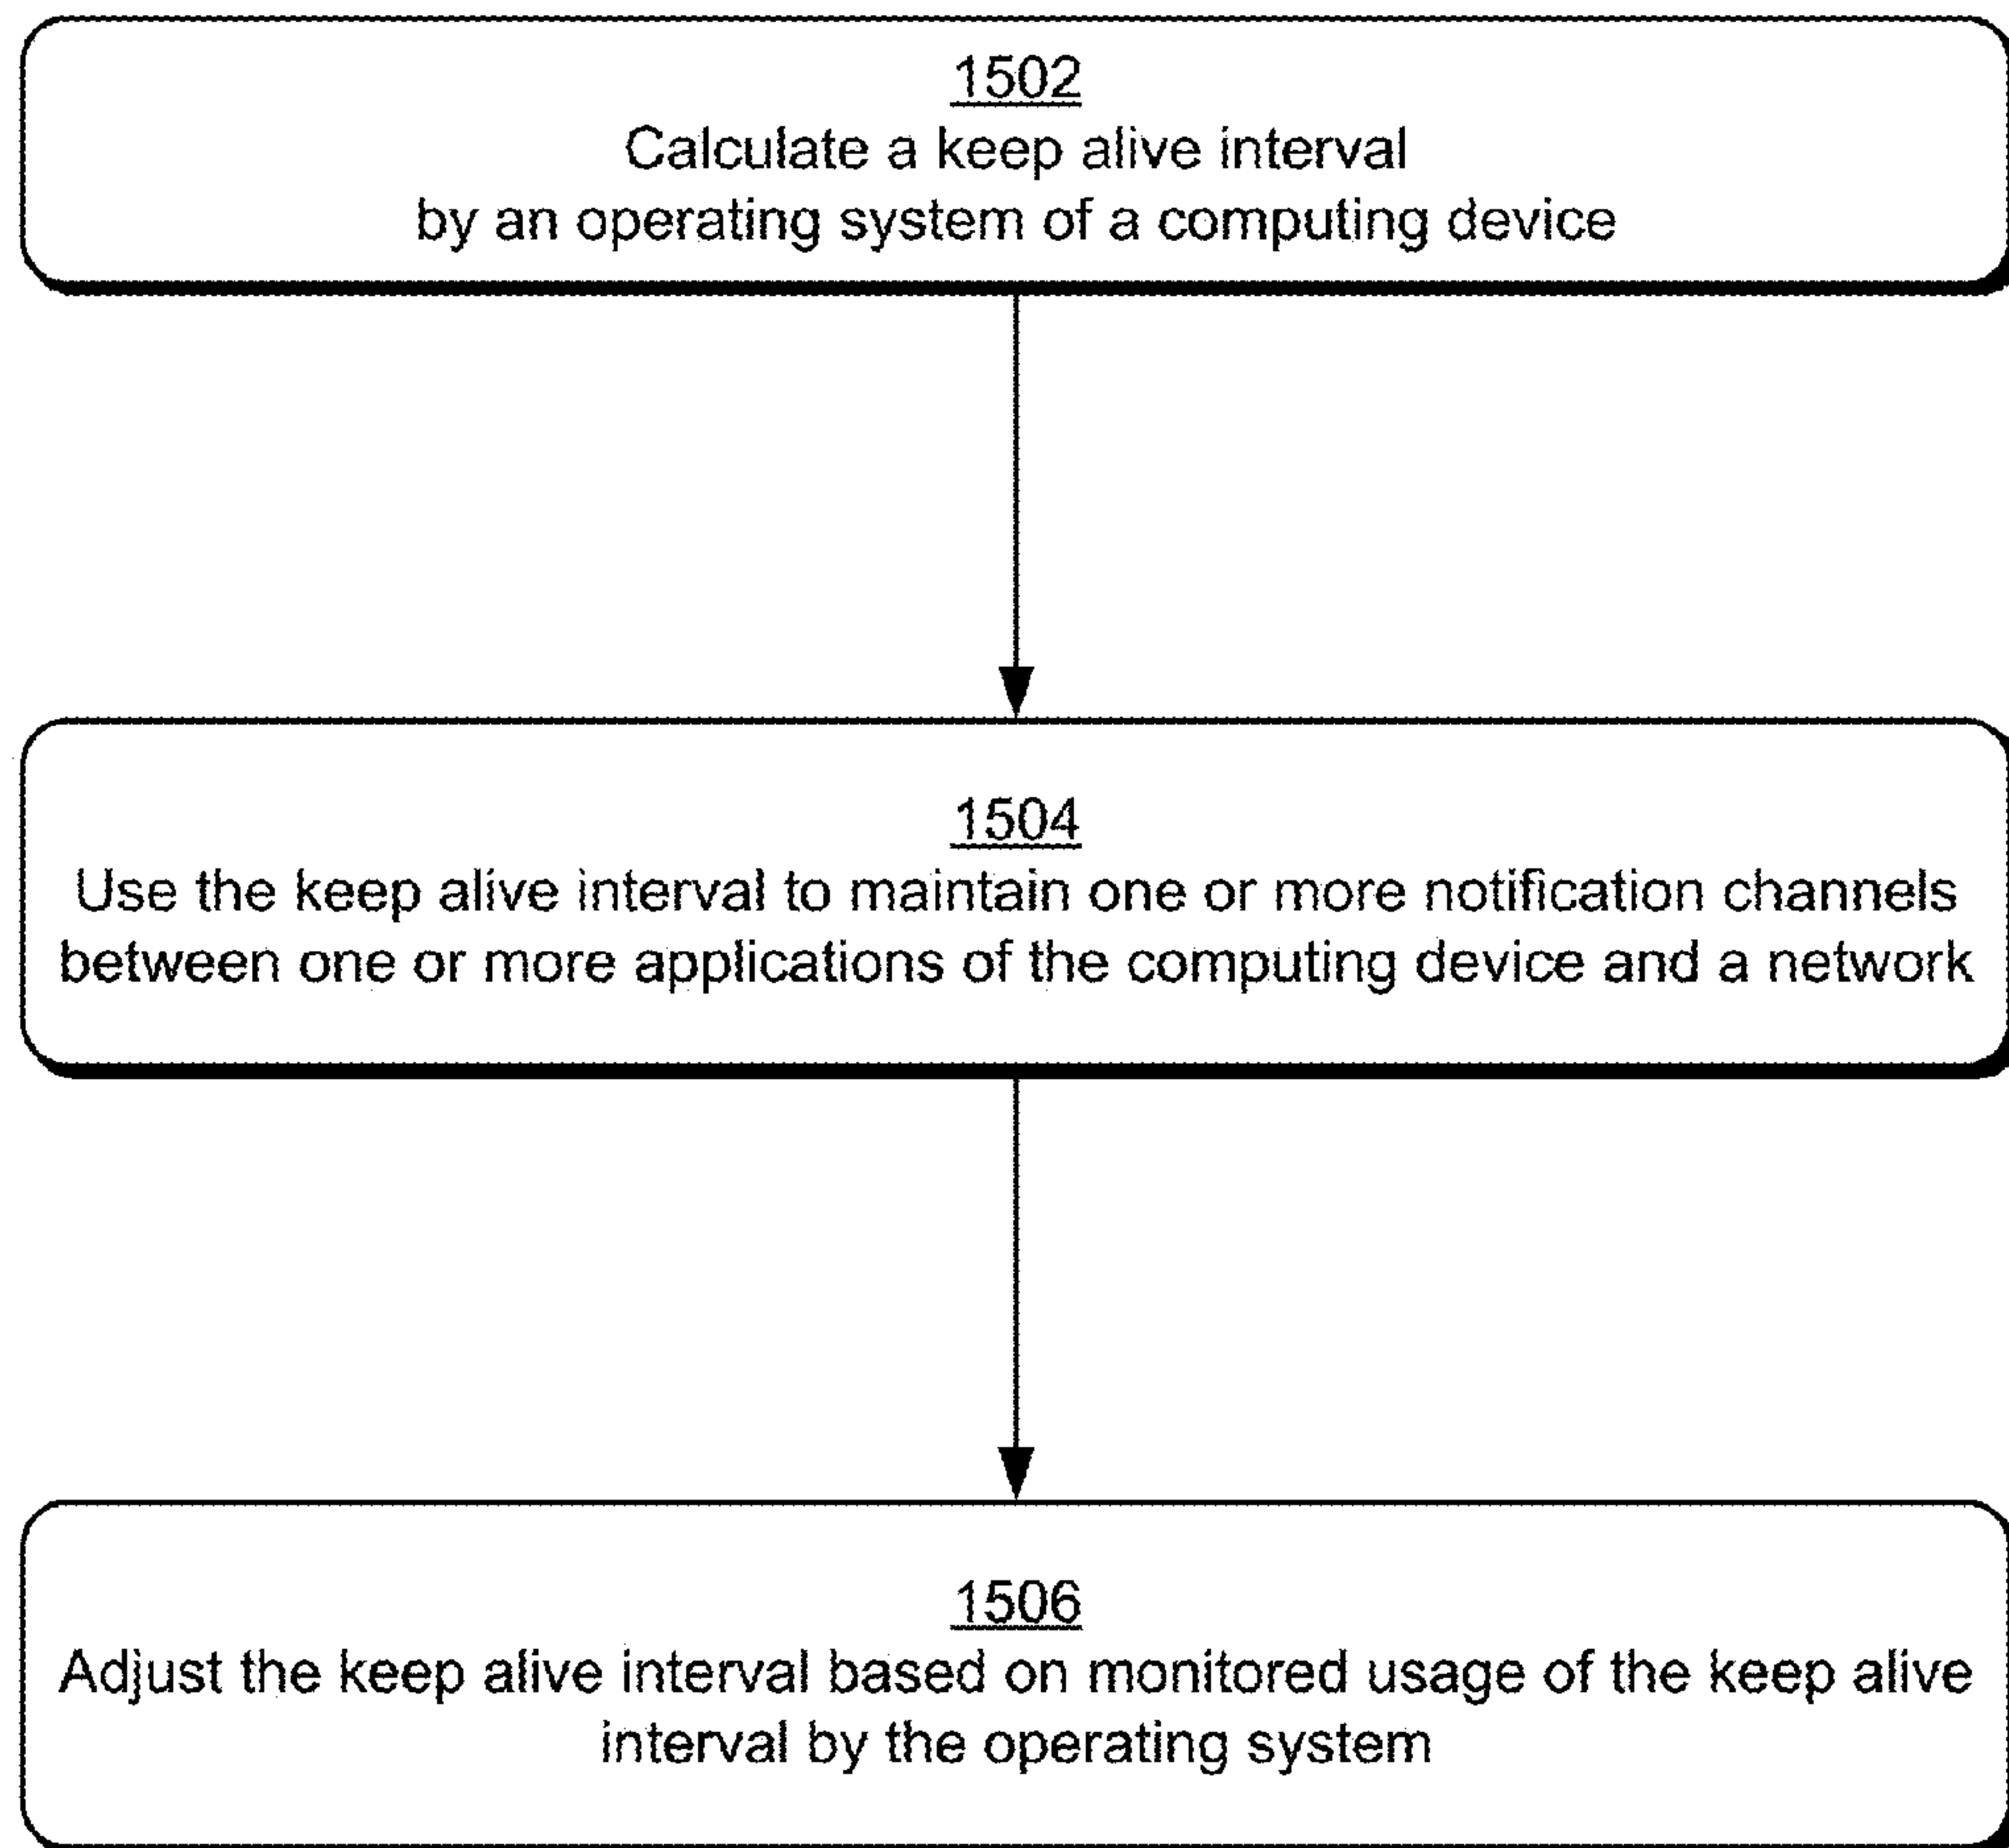 1502
Calculate a keep alive interval
by an operating system of a computing device
1504
Use the keep alive interval to maintain one or more notification channels
between one or more applications of the computing device and a network
1506
Adjust the keep alive interval based on monitored usage of the keep alive
interval by the operating system